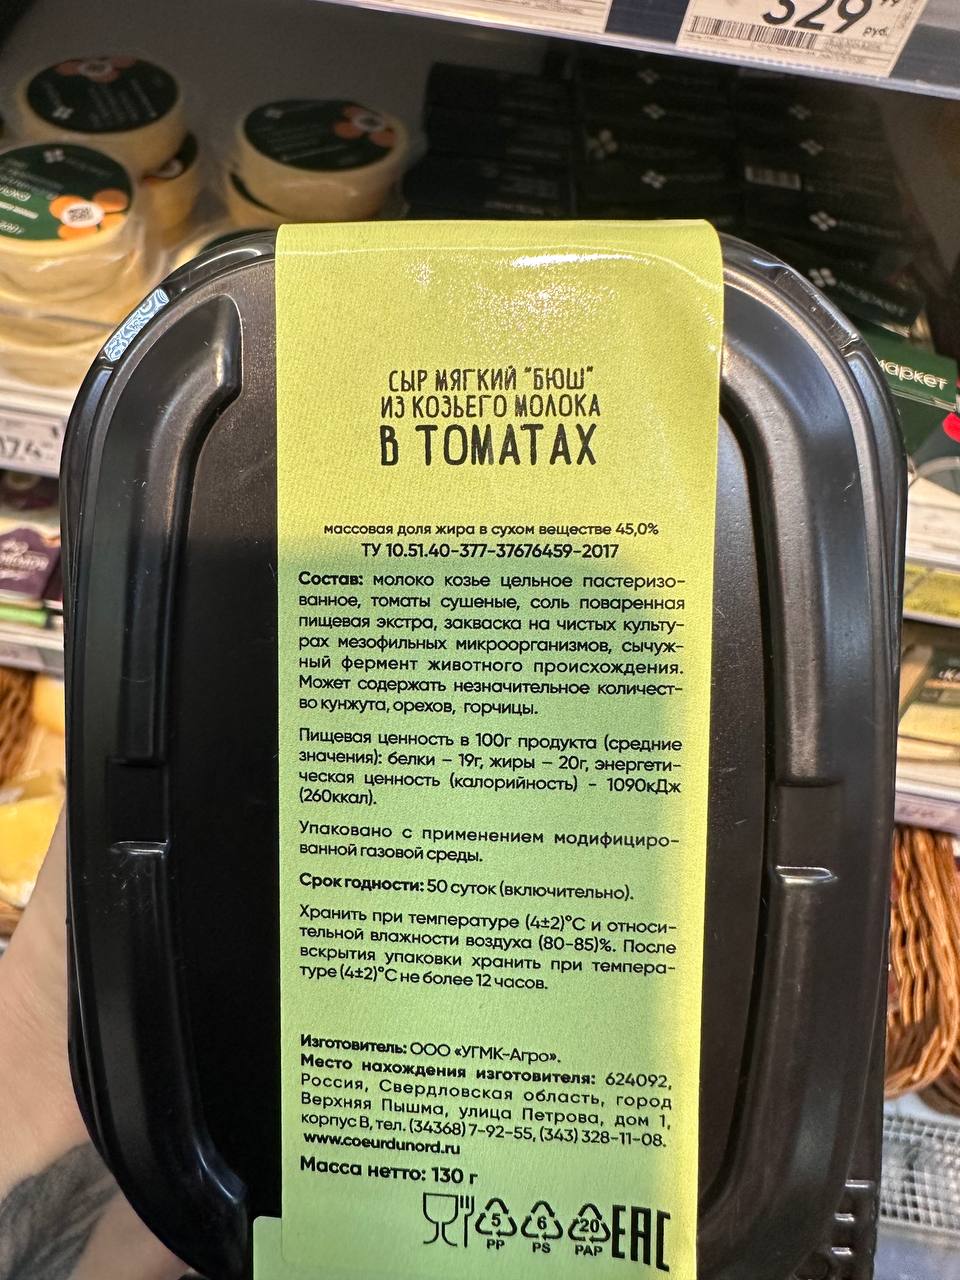 329
руб.
маркет
174
СЫР МЯГКИЙ "БЮШ"
ИЗ КОЗЬЕГО МОЛОКА
В ТОМАТАХ
массовая доля жира в сухом веществе 45,0%
ТУ 10.51.40-377-37676459-2017
Состав: молоко козье цельное пастеризо-
ванное, томаты сушеные, соль поваренная
пищевая экстра, закваска на чистых культу-
рах мезофильных микроорганизмов, сычуж-
ный фермент животного происхождения.
Может содержать незначительное количест-
во кунжута, орехов, горчицы.
Пищевая ценность в 100г продукта (средние
значения): белки – 19г, жиры – 20г, энергети-
ческая ценность (калорийность) - 1090кДж
(260ккал).
Упаковано с применением модифициро-
ванной газовой среды.
Срок годности: 50 суток (включительно).
Хранить при температуре (4±2)°С и относи-
тельной влажности воздуха (80-85)%. После
вскрытия упаковки хранить при темпера-
туре (4±2)°С не более 12 часов.
Изготовитель: ООО «УГМК-Агро».
Место нахождения изготовителя: 624092,
Россия, Свердловская область, город
Верхняя Пышма, улица Петрова, дом 1,
корпус В, тел. (34368) 7-92-55, (343) 328-11-08.
www.coeurdunord.ru
Масса нетто: 130 г
5 6 20 EAC
PP PS PAP